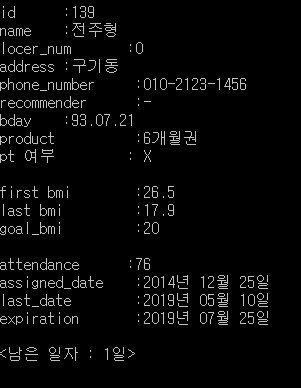 id :139
name :전주형
locer_num :0
address :구기동
phone_number :010-2123-1456
recommender :-
bday :93.07.21
product :6개월권
pt 여부 : X
first bmi :26.5
last bmi :17.9
goal_bmi :20
attendance :76
assigned_date :2014년 12월 25일
last_date :2019년 05월 10일
expiration :2019년 07월 25일
<남은 일자 : 1일>